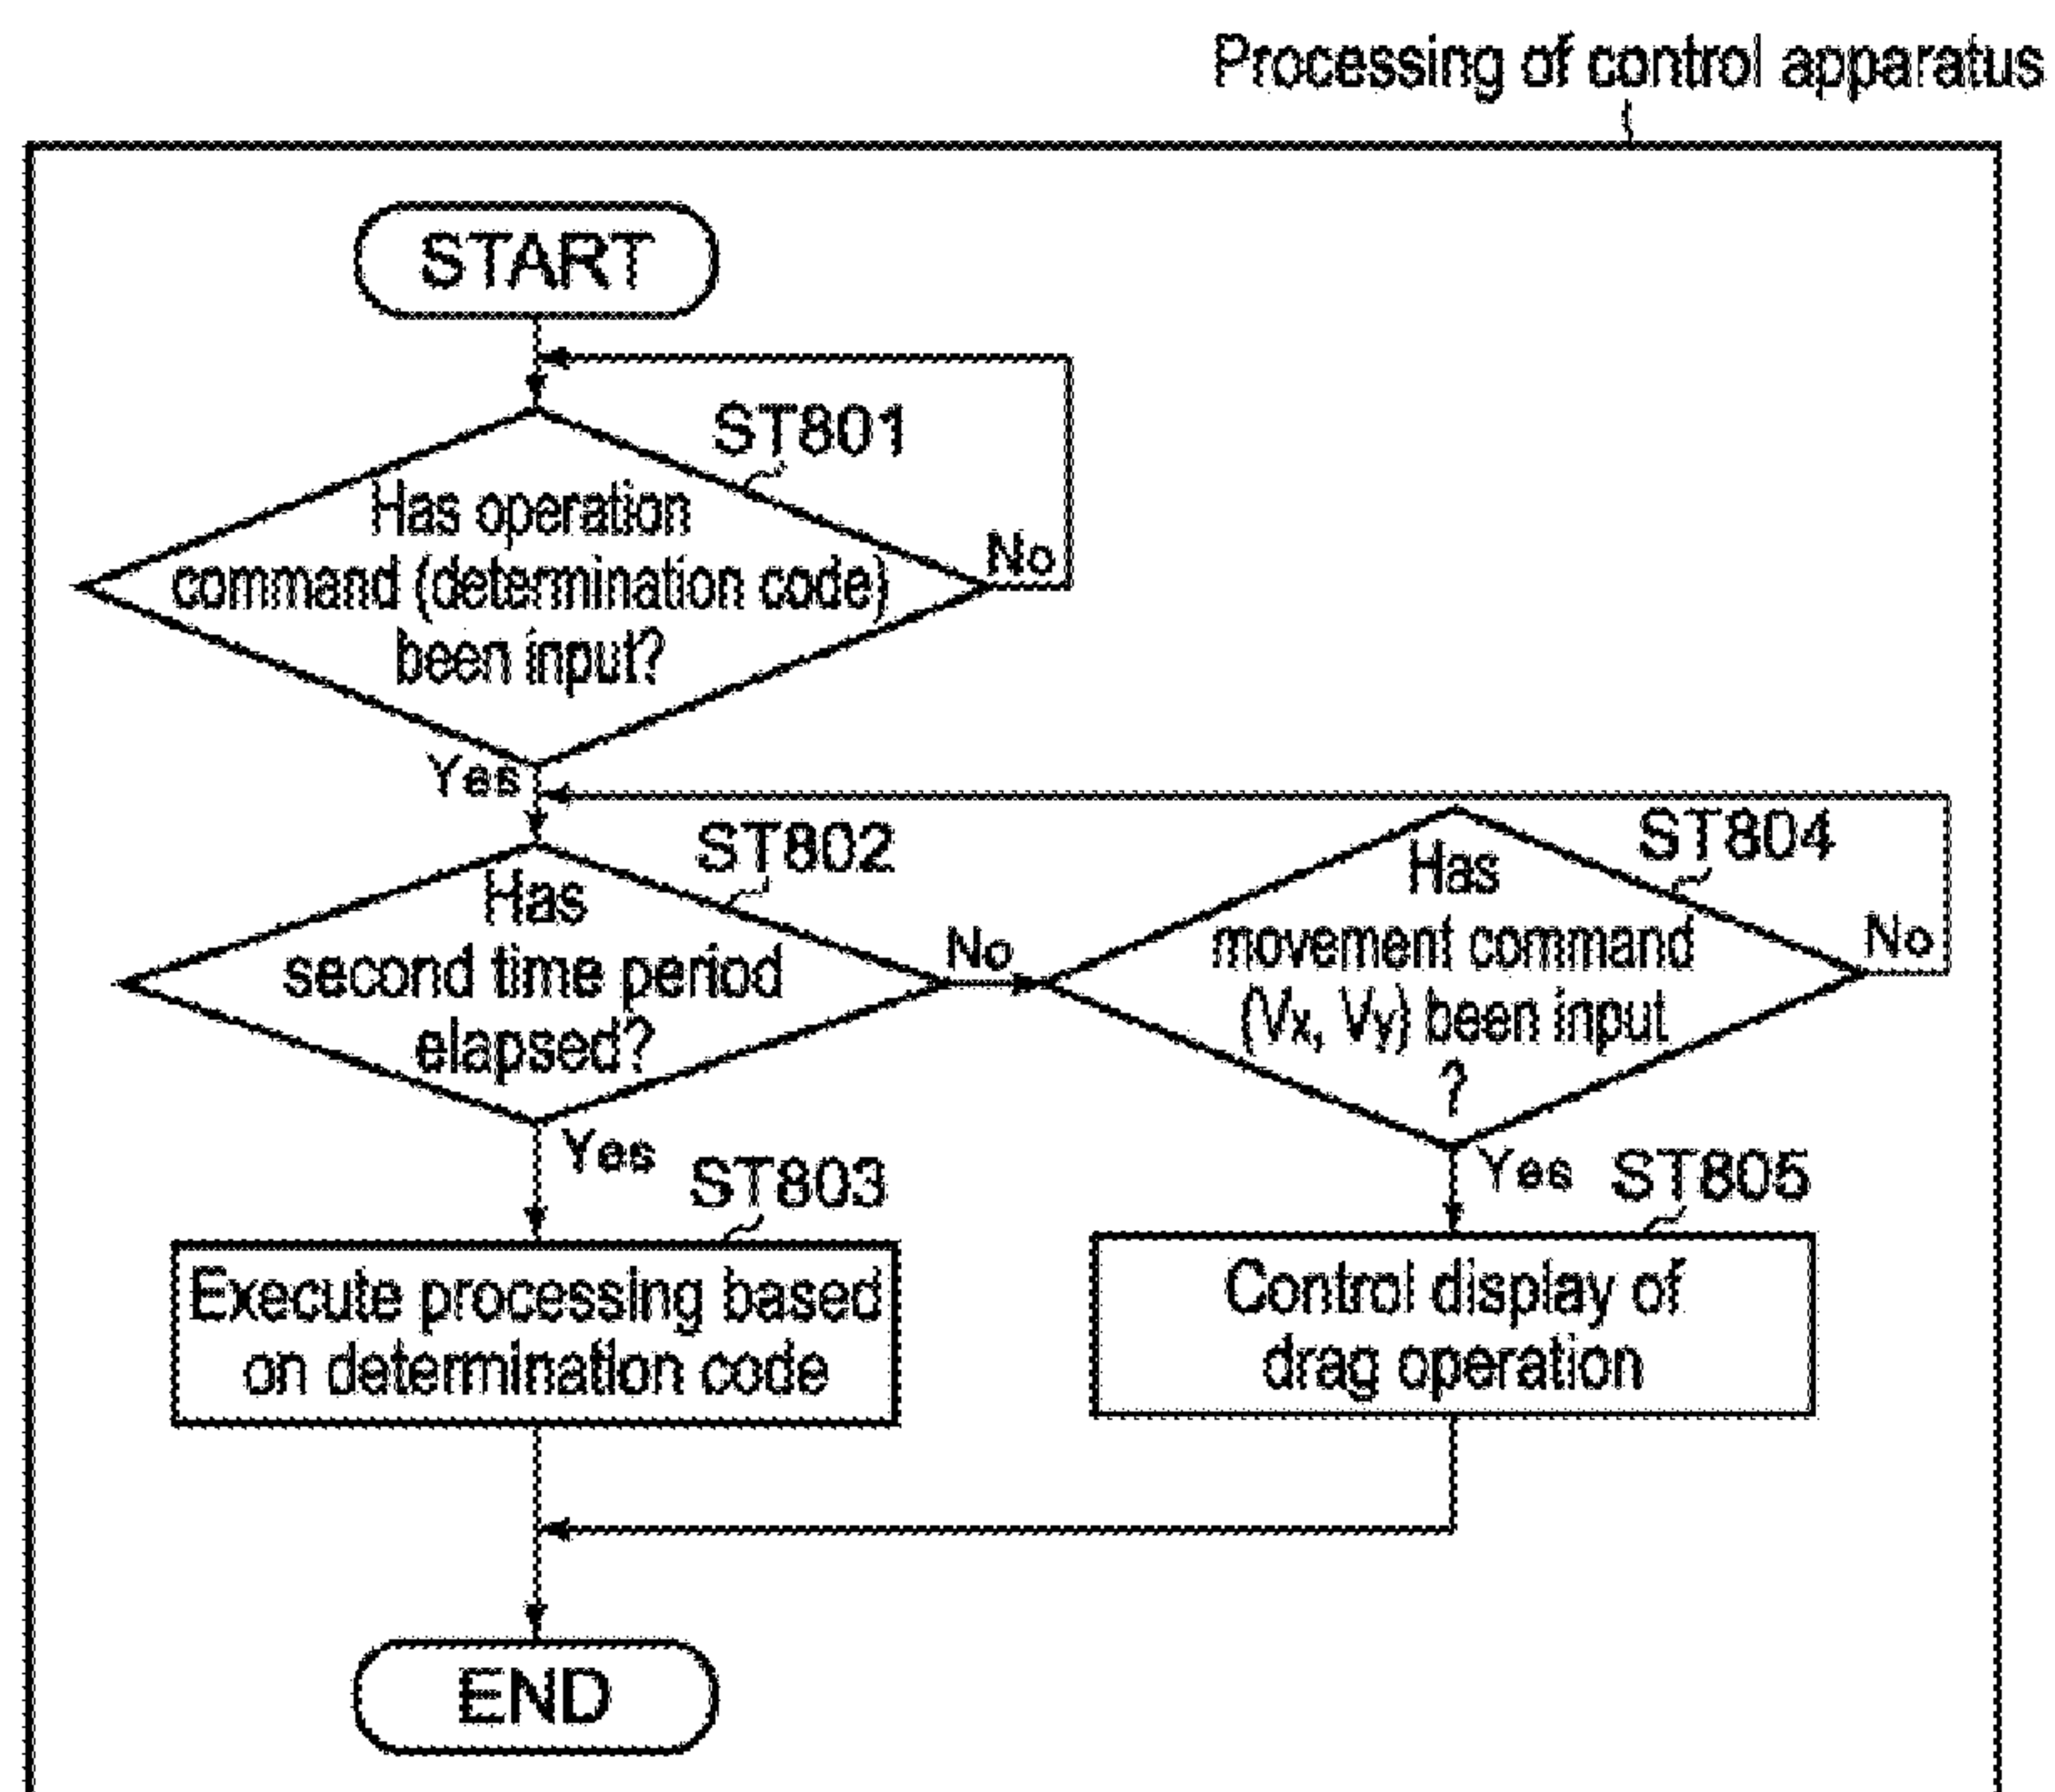 Processing of control apparatus
START
ST801
Has operation
command (determination code)
been input?
No
Yes
ST802
Has
second time period
elapsed?
No
ST804
Has
movement command
(Vx, Vy) been input
?
No
Yes
ST803
Execute processing based
on determination code
Yes
ST805
Control display of
drag operation
END